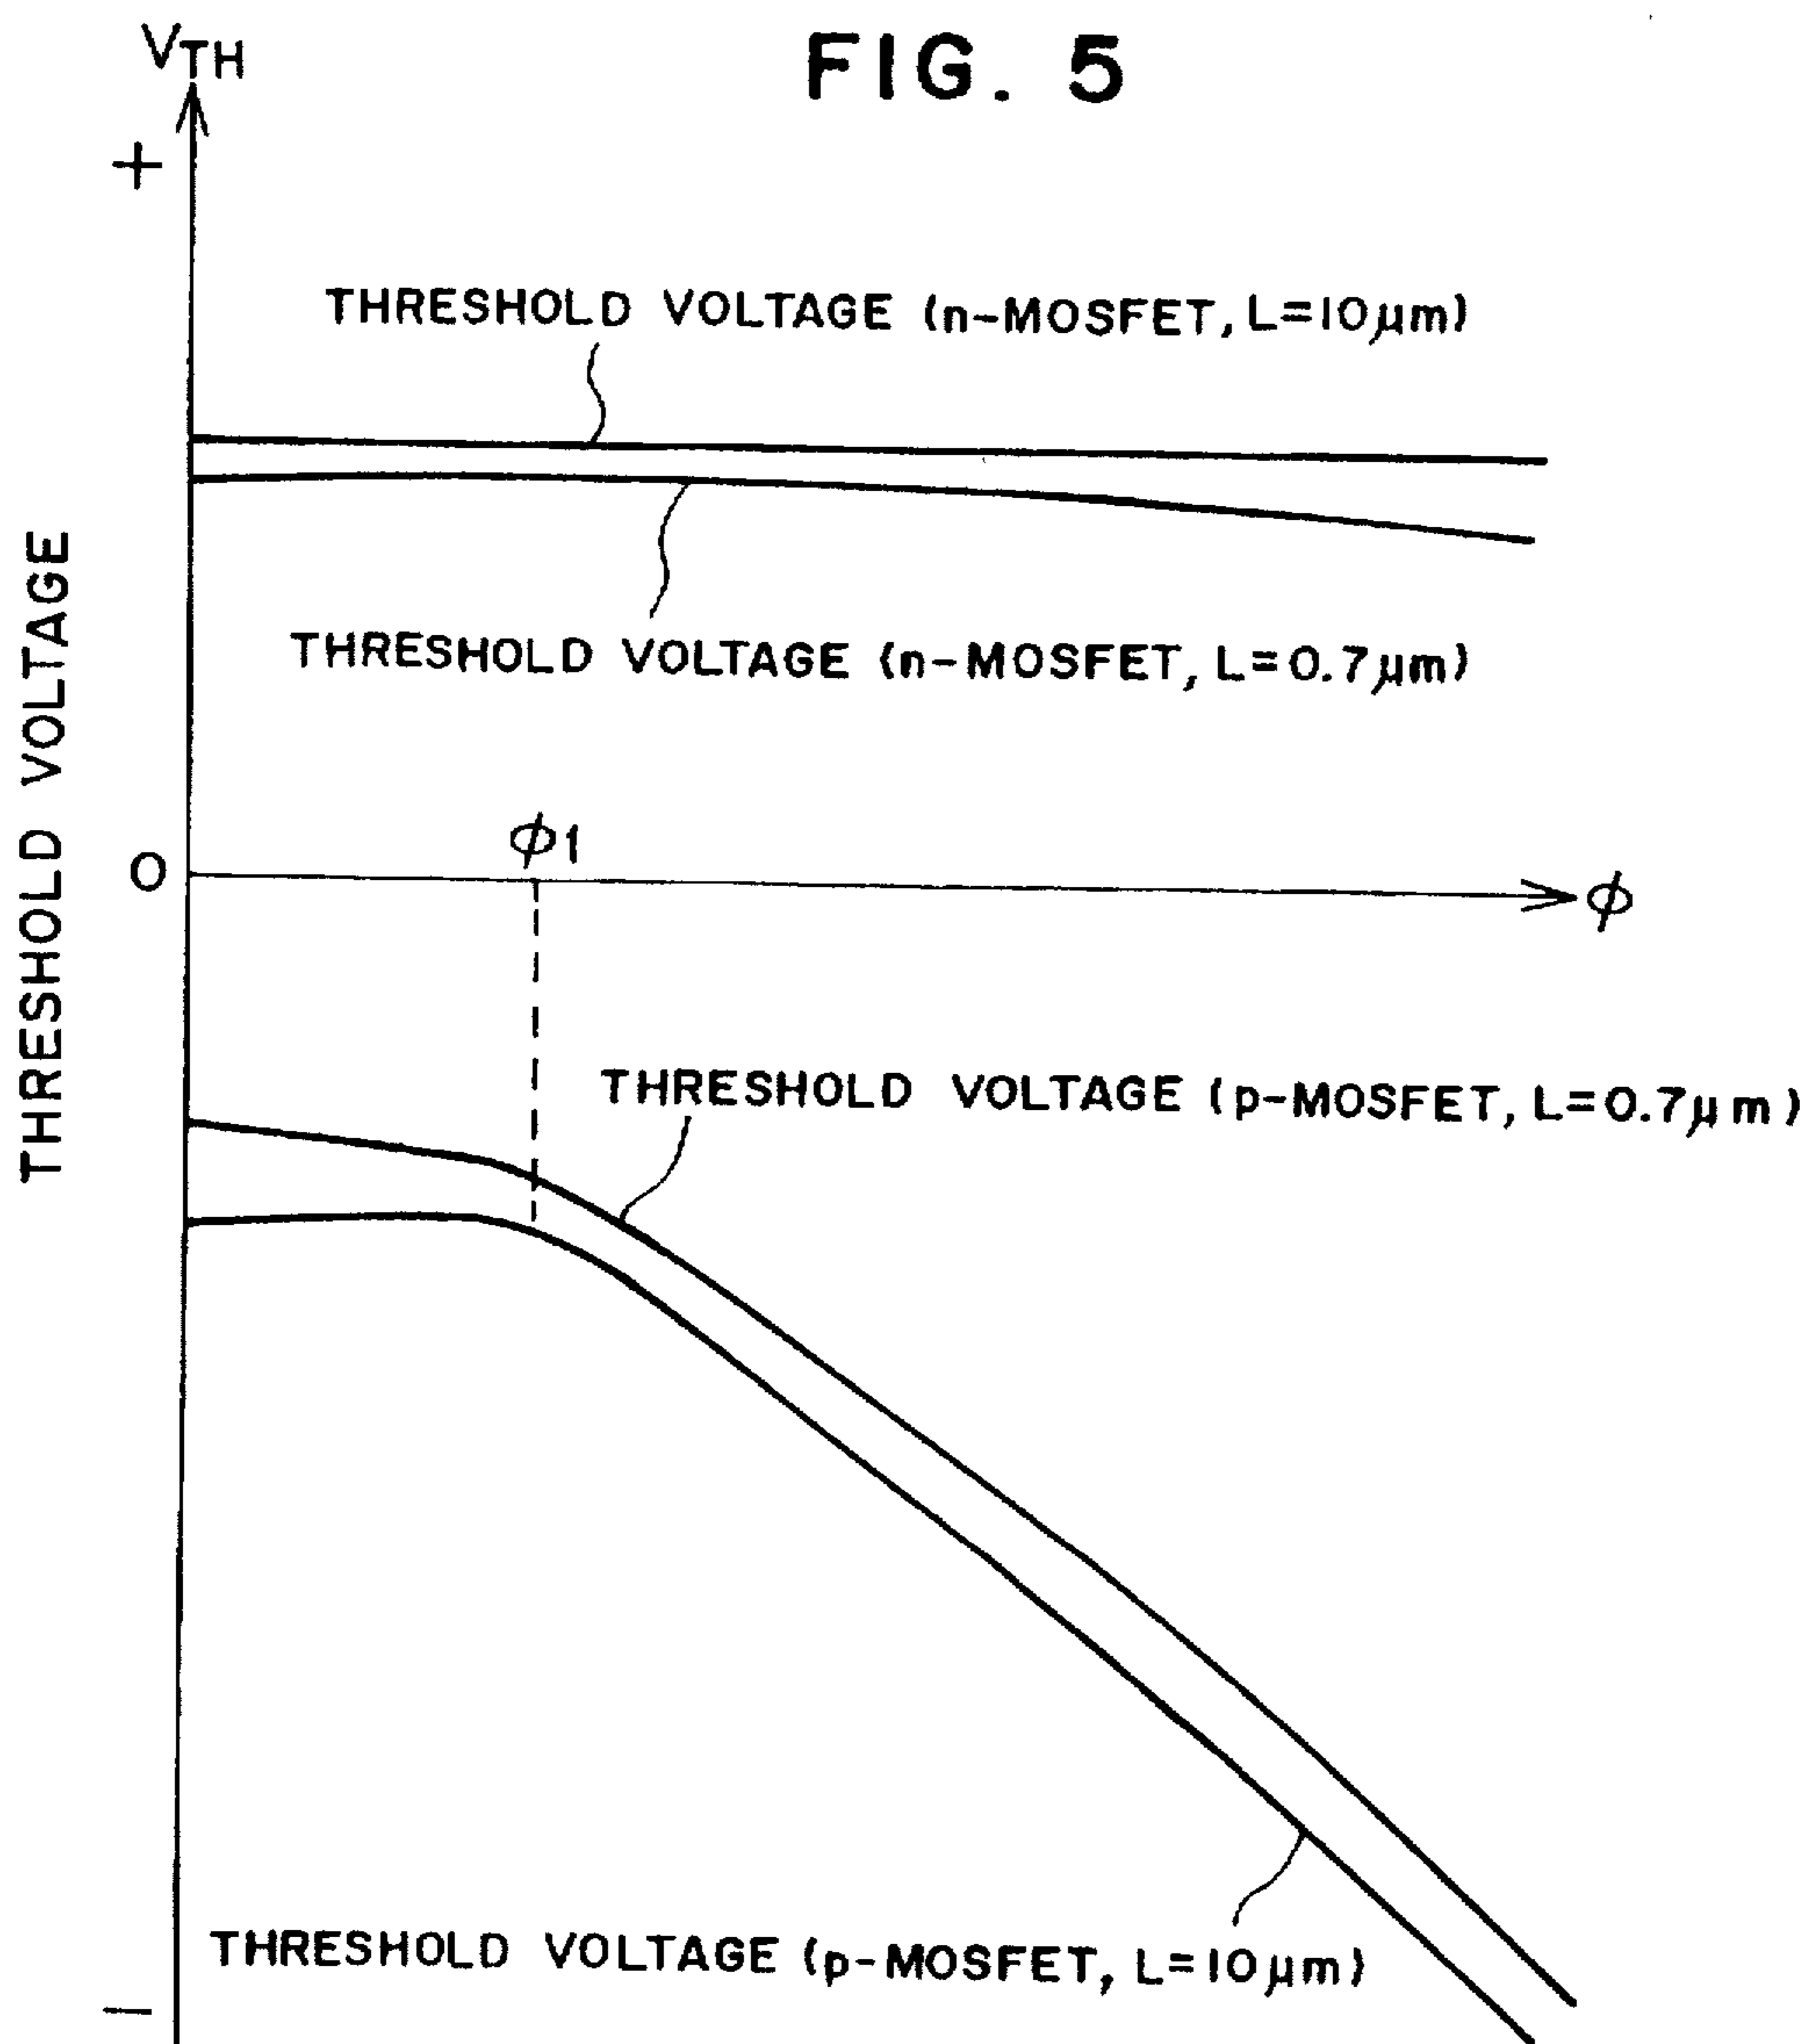 FIG. 5
VTH
+
THRESHOLD VOLTAGE (n-MOSFET, L=10μm)
THRESHOLD VOLTAGE (n-MOSFET, L=0.7μm)
THRESHOLD VOLTAGE
0
ϕ1
ϕ
THRESHOLD VOLTAGE (p-MOSFET, L=0.7μm)
THRESHOLD VOLTAGE (p-MOSFET, L=10μm)
−